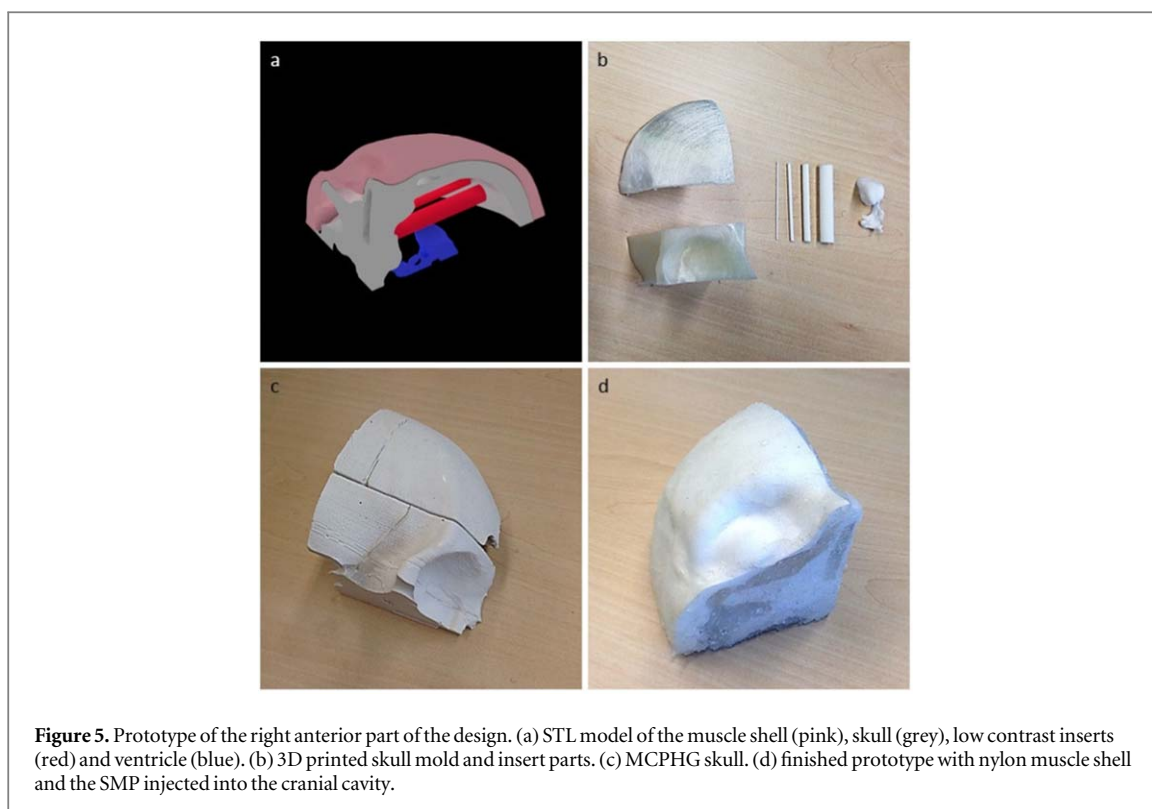 a
b
c
d
Figure 5. Prototype of the right anterior part of the design. (a) STL model of the muscle shell (pink), skull (grey), low contrast inserts
(red) and ventricle (blue). (b) 3D printed skull mold and insert parts. (c) MCPHG skull. (d) finished prototype with nylon muscle shell
and the SMP injected into the cranial cavity.